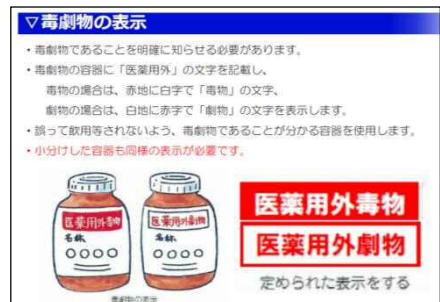 ▽毒劇物の表示
・毒劇物であることを明確に知らせる必要があります。
・毒劇物の容器に「医薬用外」の文字を記載し、
毒物の場合は、赤地に白字で「毒物」の文字、
劇物の場合は、白地に赤字で「劇物」の文字を表示します。
・誤って飲用等されないよう、毒劇物であることが分かる容器を使用します。
・小分けした容器も同様の表示が必要です。
医薬用外毒物
名称
医薬用外劇物
名称
毒劇物の表示
医薬用外毒物
医薬用外劇物
定められた表示をする